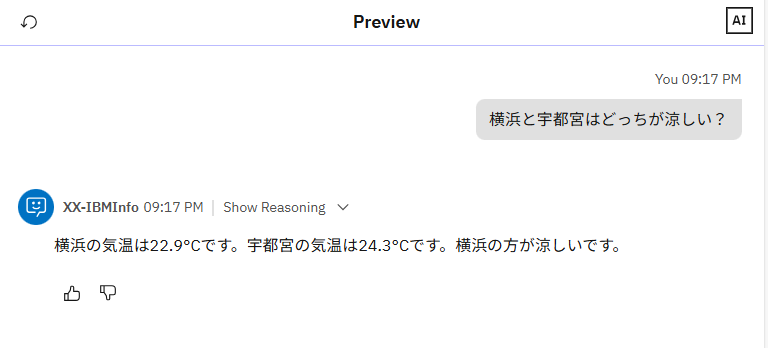 Preview
AI
You 09:17 PM
横浜と宇都宮はどっちが涼しい？
XX-IBMInfo 09:17 PM | Show Reasoning
横浜の気温は22.9°Cです。宇都宮の気温は24.3°Cです。横浜の方が涼しいです。